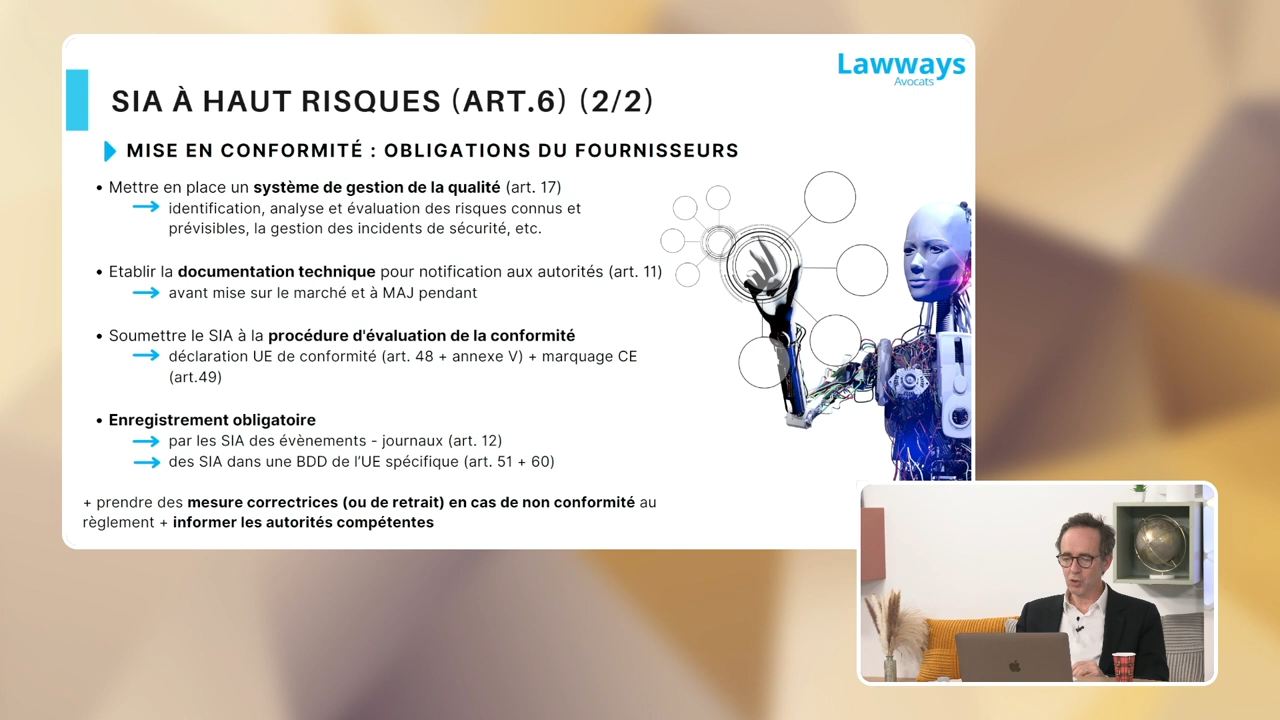 Lawways
Avocats
SIA À HAUT RISQUES (ART.6) (2/2)
MISE EN CONFORMITÉ : OBLIGATIONS DU FOURNISSEURS
• Mettre en place un système de gestion de la qualité (art. 17)
identification, analyse et évaluation des risques connus et
prévisibles, la gestion des incidents de sécurité, etc.
• Etablir la documentation technique pour notification aux autorités (art. 11)
avant mise sur le marché et à MAJ pendant
• Soumettre le SIA à la procédure d'évaluation de la conformité
déclaration UE de conformité (art. 48 + annexe V) + marquage CE
(art.49)
• Enregistrement obligatoire
par les SIA des évènements - journaux (art. 12)
des SIA dans une BDD de l'UE spécifique (art. 51 + 60)
+ prendre des mesure correctrices (ou de retrait) en cas de non conformité au
règlement + informer les autorités compétentes